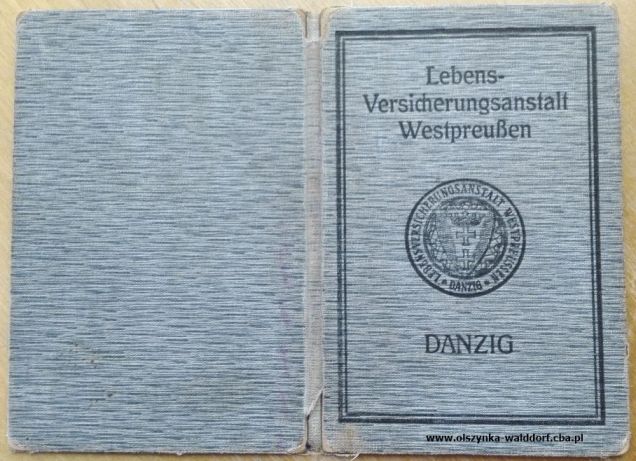 Lebens-
Versicherungsanstalt
Westpreußen
LEBENSVERSICHERUNGSANSTALT WESTPREUSSEN
* DANZIG *
DANZIG
www.olszynka-walddorf.cba.pl